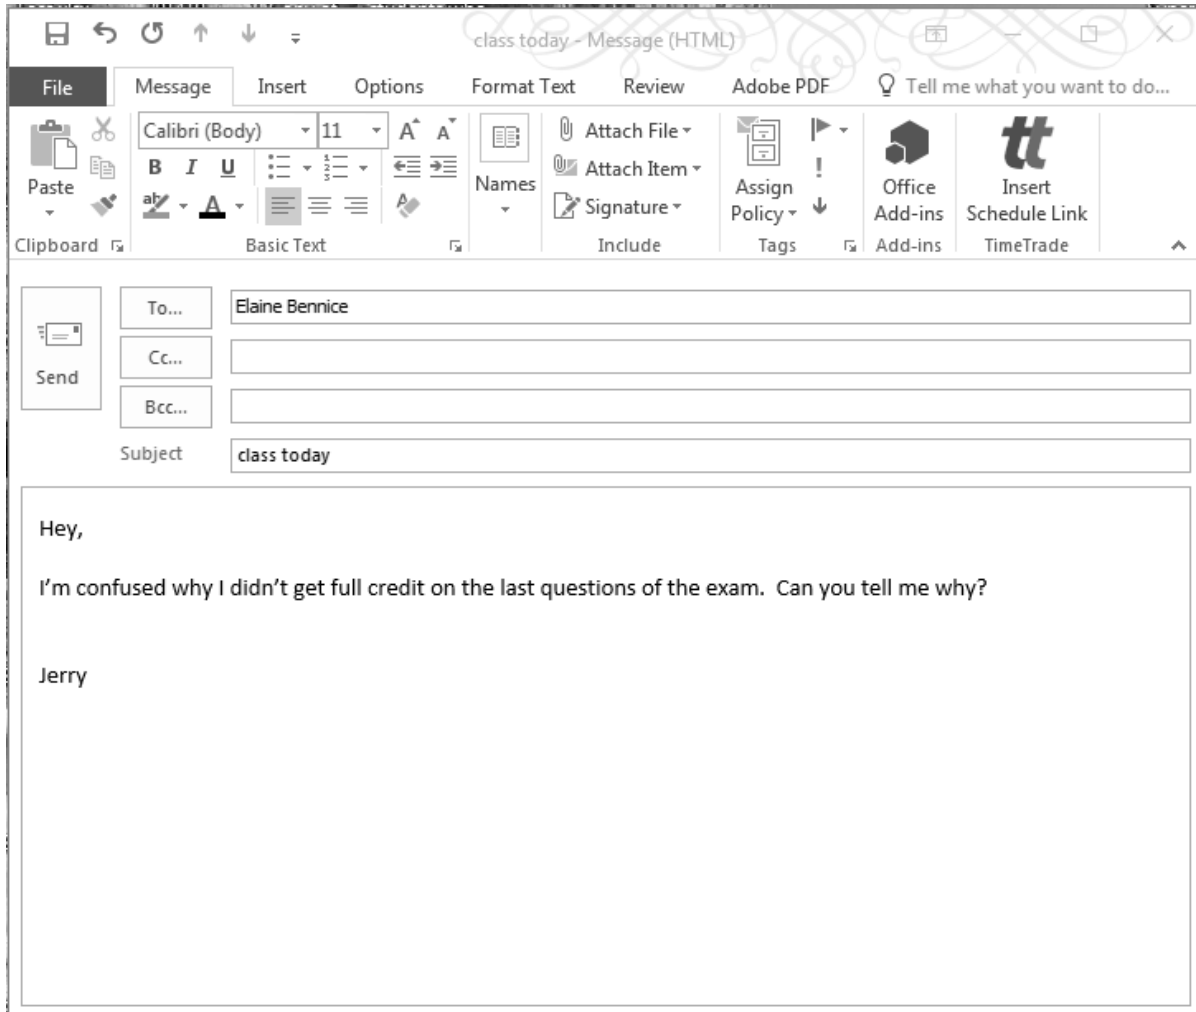 class today - Message (HTML)
File Message Insert Options Format Text Review Adobe PDF Tell me what you want to do...
Calibri (Body) 11 A A Attach File
B I U Attach Item
Paste Names Assign Policy Office Add-ins Insert Schedule Link
ab A Signature
Clipboard Basic Text Include Tags Add-ins TimeTrade
To... Elaine Bennice
Cc...
Send
Bcc...
Subject class today
Hey,
I'm confused why I didn't get full credit on the last questions of the exam. Can you tell me why?
Jerry